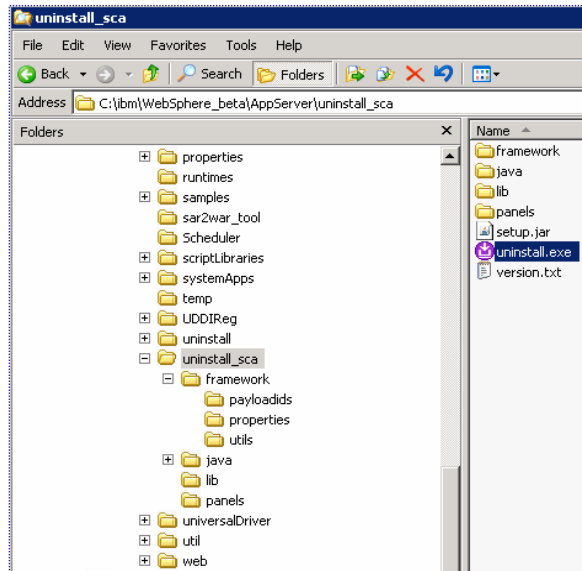 uninstall_sca
File Edit View Favorites Tools Help
Back Search Folders
Address C:\ibm\WebSphere_beta\AppServer\uninstall_sca
Folders
properties
runtimes
samples
sar2war_tool
Scheduler
scriptLibraries
systemApps
temp
UDDIReg
uninstall
uninstall_sca
framework
payloadids
properties
utils
java
lib
panels
universalDriver
util
web
Name
framework
java
lib
panels
setup.jar
uninstall.exe
version.txt